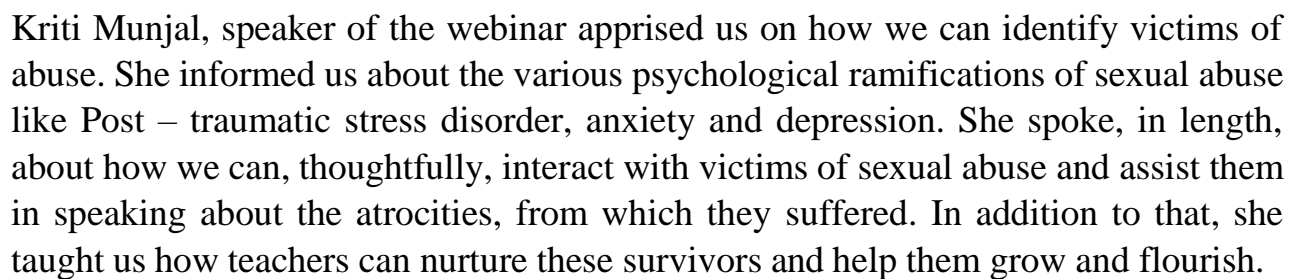 Kriti Munjal, speaker of the webinar apprised us on how we can identify victims of
abuse. She informed us about the various psychological ramifications of sexual abuse
like Post – traumatic stress disorder, anxiety and depression. She spoke, in length,
about how we can, thoughtfully, interact with victims of sexual abuse and assist them
in speaking about the atrocities, from which they suffered. In addition to that, she
taught us how teachers can nurture these survivors and help them grow and flourish.